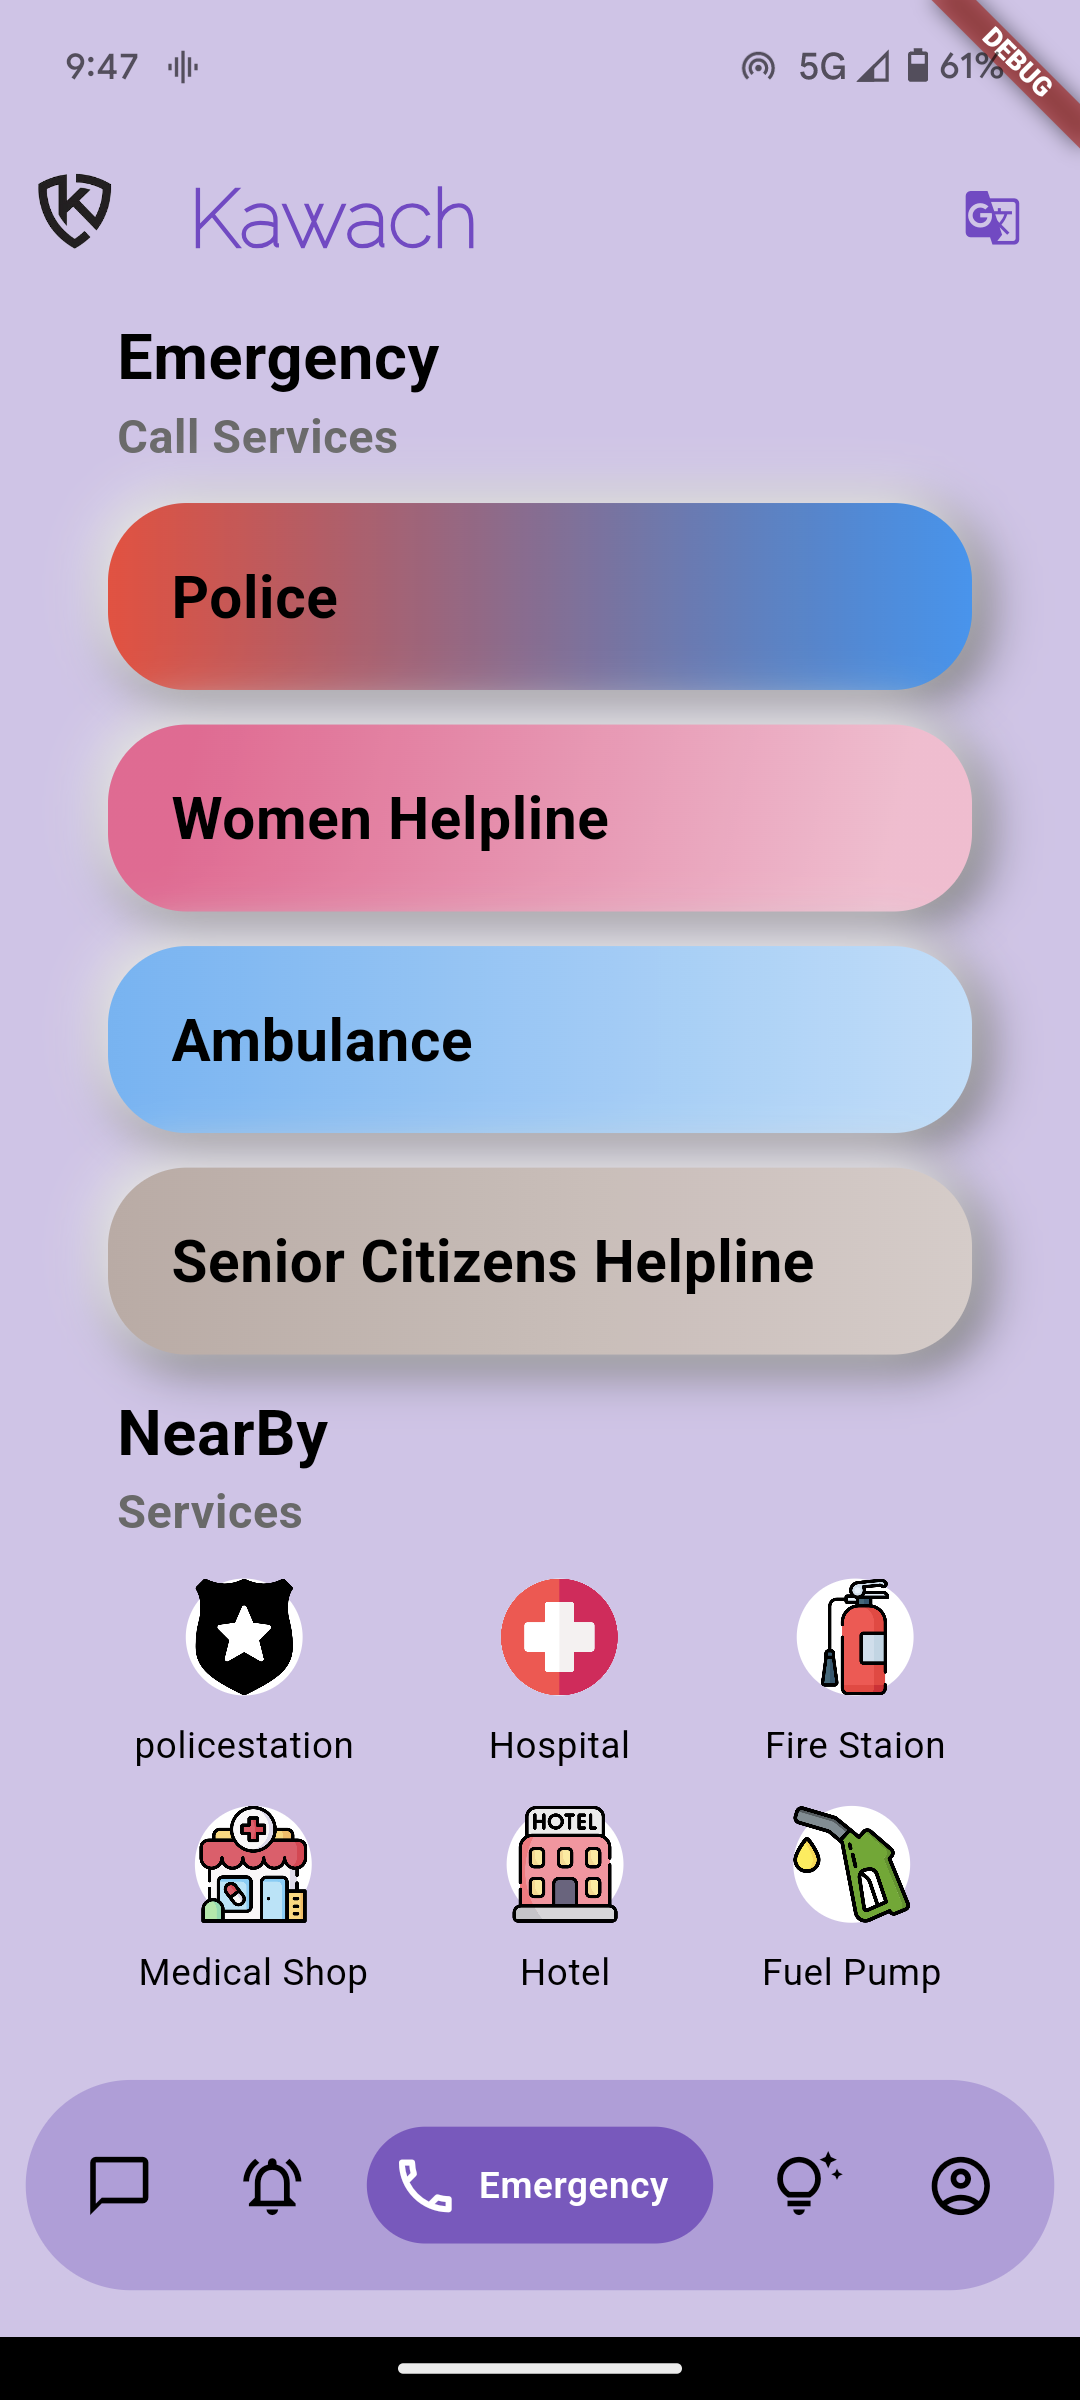 9:47
5G 61%
DEBUG
Kawach
Emergency
Call Services
Police
Women Helpline
Ambulance
Senior Citizens Helpline
NearBy
Services
policestation Hospital Fire Staion
HOTEL
Medical Shop Hotel Fuel Pump
Emergency